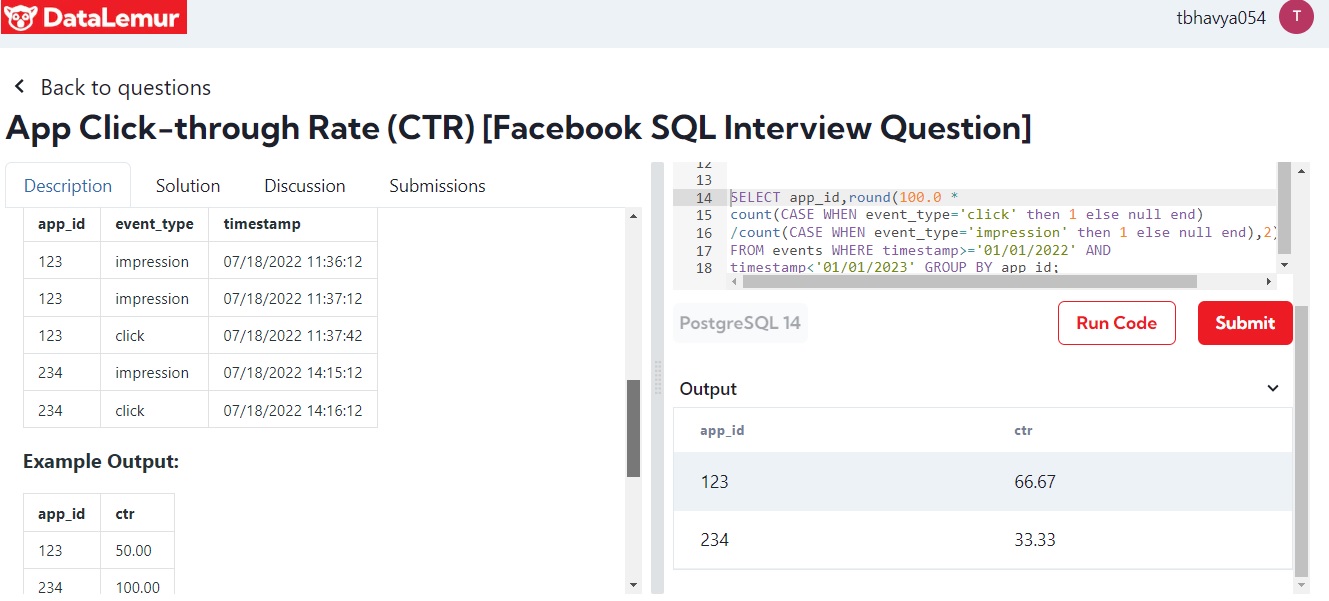 DataLemur
tbhavya054
T
Back to questions
App Click-through Rate (CTR) [Facebook SQL Interview Question]
Description Solution Discussion Submissions
app_id event_type timestamp
123 impression 07/18/2022 11:36:12
123 impression 07/18/2022 11:37:12
123 click 07/18/2022 11:37:42
234 impression 07/18/2022 14:15:12
234 click 07/18/2022 14:16:12
Example Output:
app_id ctr
123 50.00
234 100.00
12
13
14 SELECT app_id,round(100.0 *
15 count(CASE WHEN event_type='click' then 1 else null end)
16 /count(CASE WHEN event_type='impression' then 1 else null end),2)
17 FROM events WHERE timestamp>='01/01/2022' AND
18 timestamp<'01/01/2023' GROUP BY app_id;
PostgreSQL 14
Run Code
Submit
Output
app_id ctr
123 66.67
234 33.33